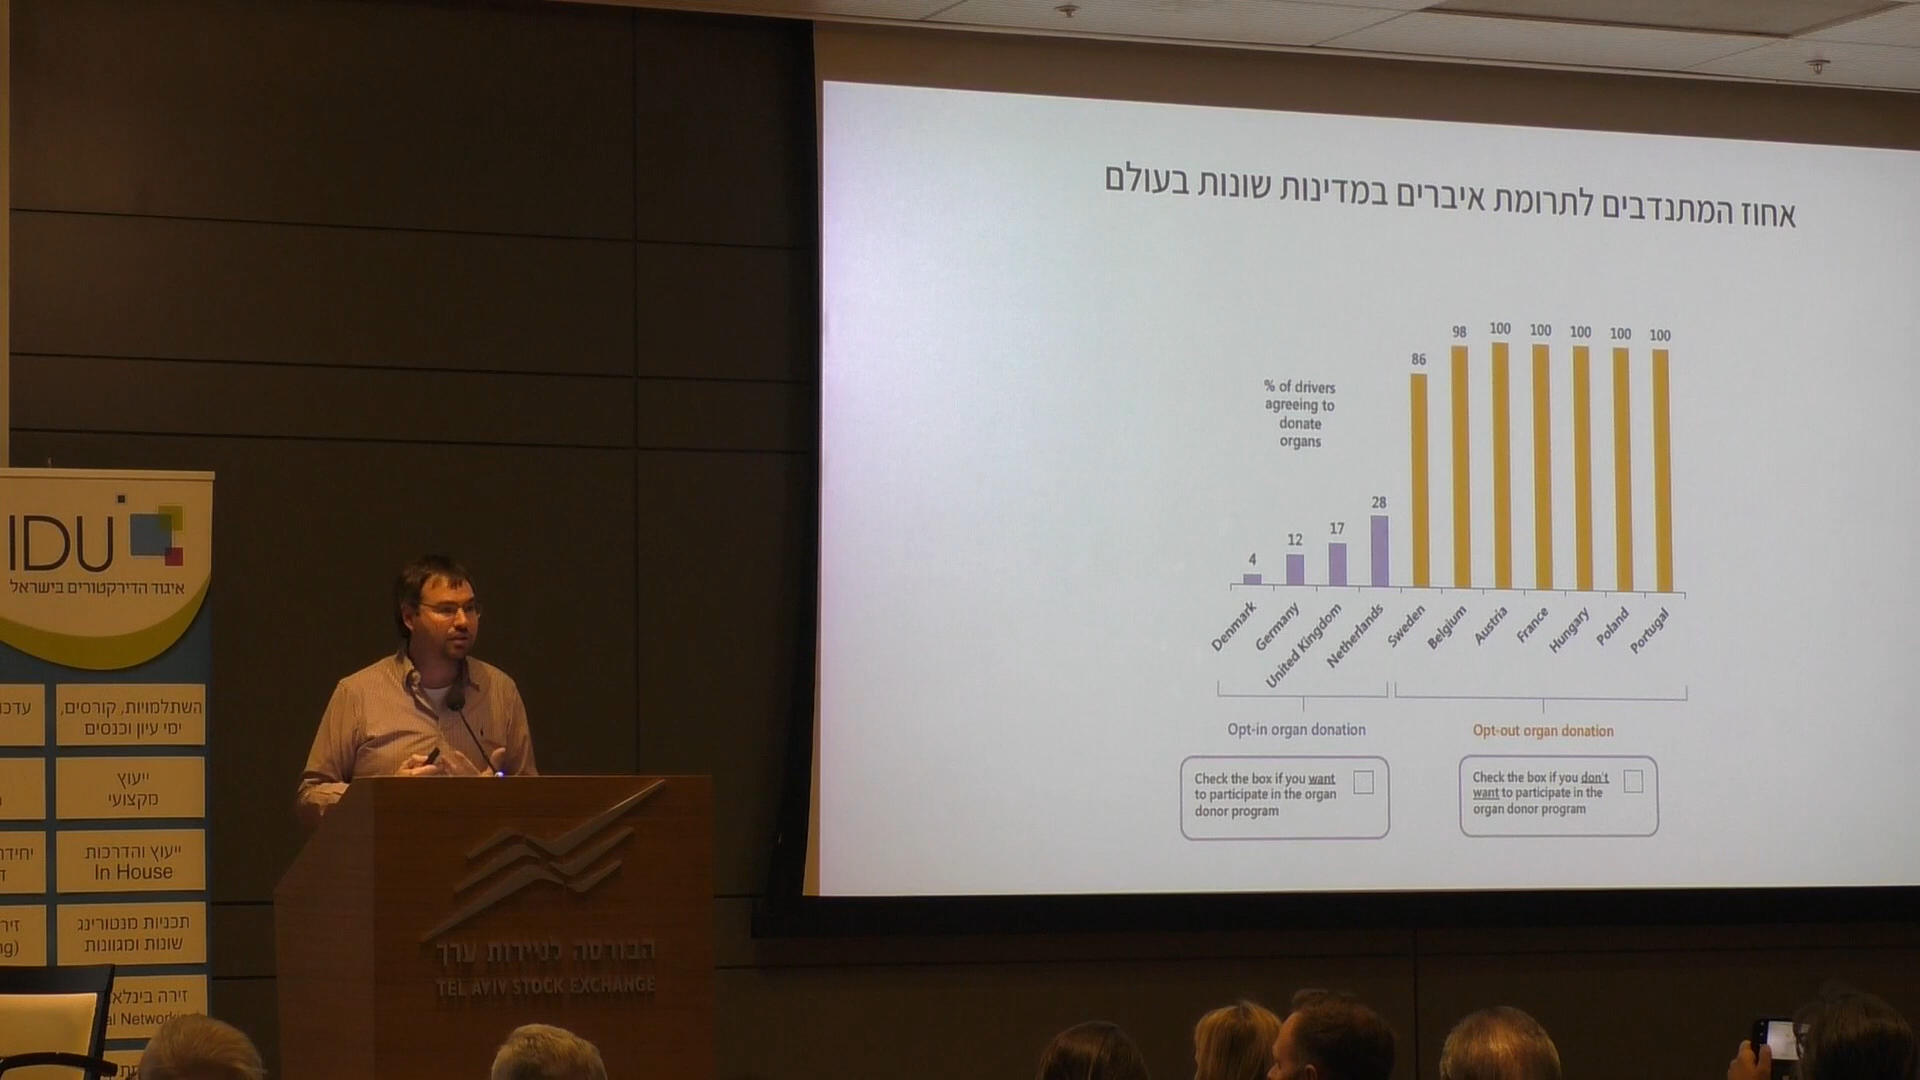 אחוז המתנדבים לתרומת איברים במדינות שונות בעולם
% of drivers
agreeing to
donate
organs
4
12
17
28
86
98
100
100
100
100
100
Denmark
Germany
United Kingdom
Netherlands
Sweden
Belgium
Austria
France
Hungary
Poland
Portugal
Opt-in organ donation
Opt-out organ donation
Check the box if you want
to participate in the organ
donor program
Check the box if you don't
want to participate in the
organ donor program
IDU
איגוד הדירקטורים בישראל
השתלמויות, קורסים,
ימי עיון וכנסים
ייעוץ
מקצועי
ייעוץ והדרכות
In House
תכניות מנטורינג
שונות ומגוונות
זירה
הבורסה לניירות ערך
TEL AVIV STOCK EXCHANGE